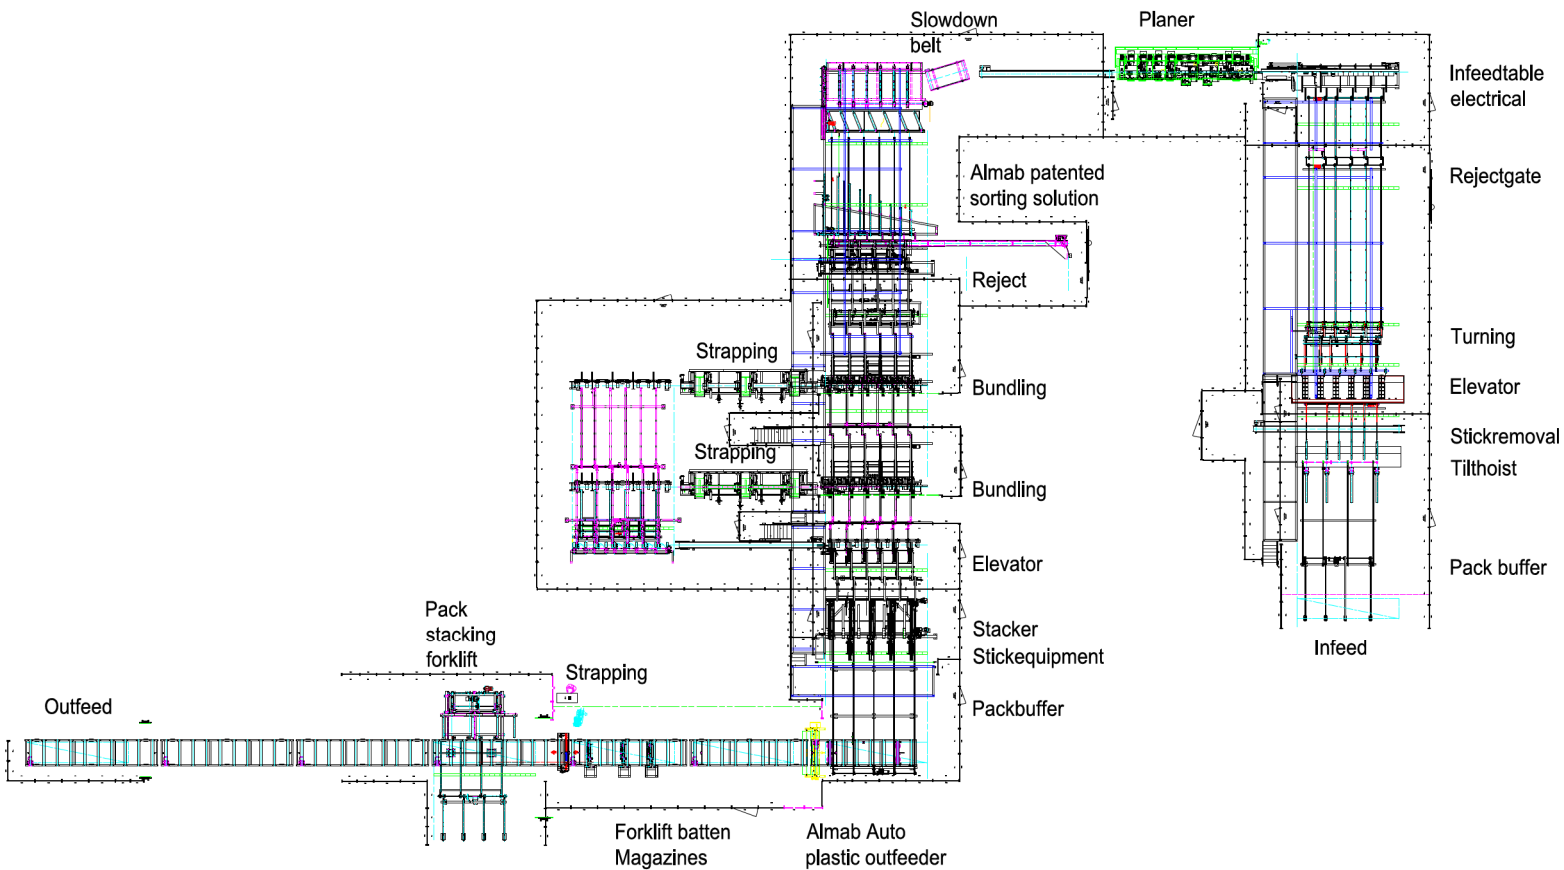 Slowdown
belt
Planer
Infeedtable
electrical
Almab patented
sorting solution
Rejectgate
Reject
Turning
Strapping
Bundling
Elevator
Strapping
Stickremoval
Tilthoist
Bundling
Elevator
Pack buffer
Pack
stacking
forklift
Stacker
Stickequipment
Infeed
Strapping
Outfeed
Packbuffer
Forklift batten
Magazines
Almab Auto
plastic outfeeder